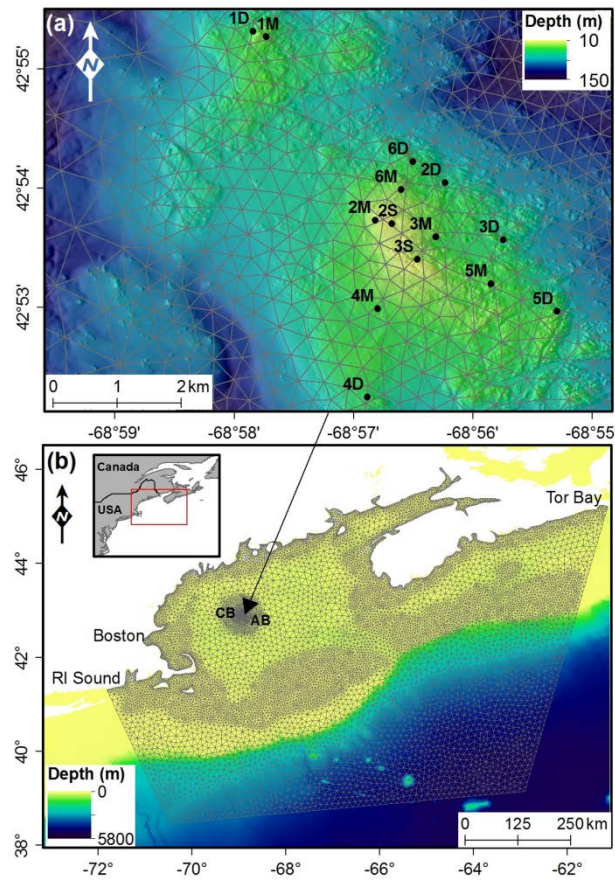 (a)
1D 1M
Depth (m)
10
150
N
42°55'
6D
2D
42°54'
6M
2M 2S
3M
3D
3S
5M
42°53'
4M
5D
0 1 2 km
4D
-68°59' -68°58' -68°57' -68°56' -68°55'
(b)
46°
Canada
USA
Tor Bay
N
44°
CB
AB
Boston
42°
RI Sound
40°
Depth (m)
0
5800
0 125 250 km
38°
-72° -70° -68° -66° -64° -62°